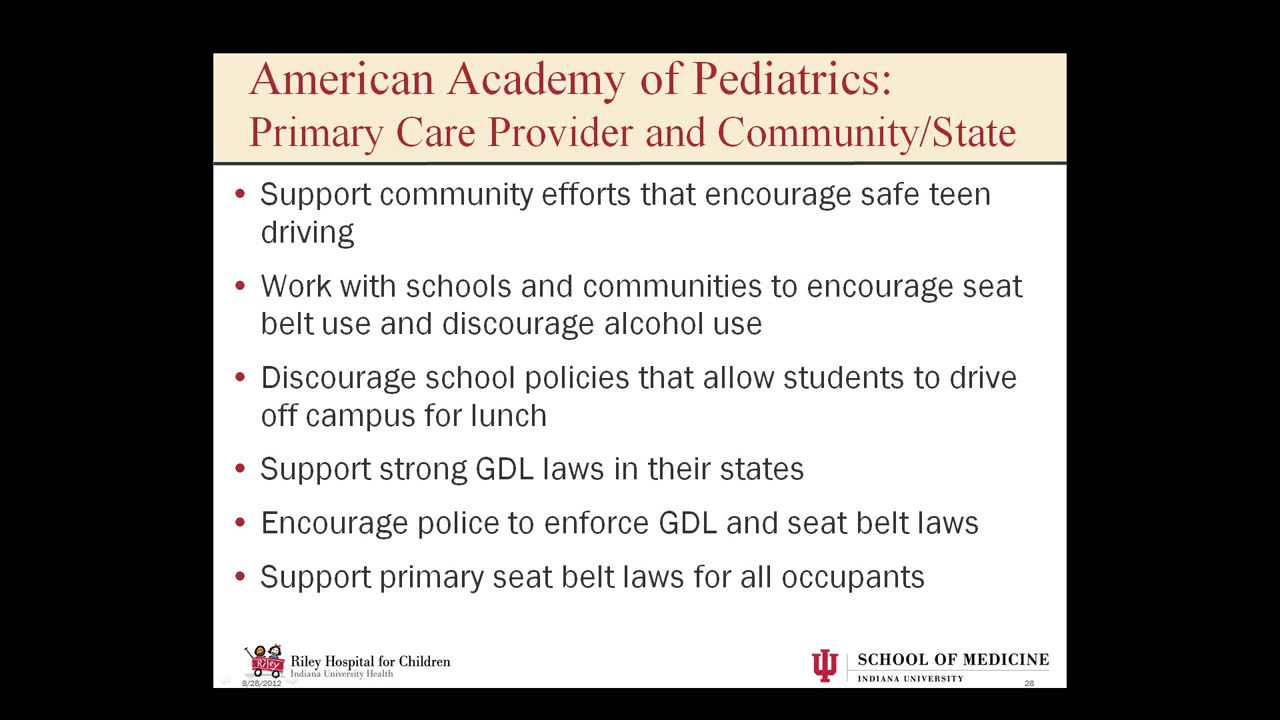 American Academy of Pediatrics:
Primary Care Provider and Community/State
• Support community efforts that encourage safe teen
driving
• Work with schools and communities to encourage seat
belt use and discourage alcohol use
• Discourage school policies that allow students to drive
off campus for lunch
• Support strong GDL laws in their states
• Encourage police to enforce GDL and seat belt laws
• Support primary seat belt laws for all occupants
Riley
Riley Hospital for Children
Indiana University Health
8/28/2012
SCHOOL OF MEDICINE
INDIANA UNIVERSITY
28